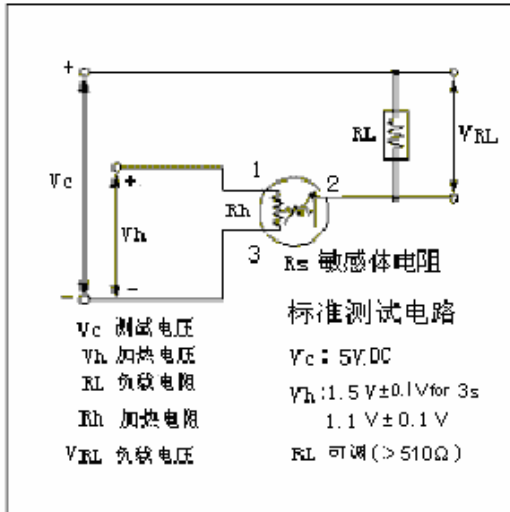 +
RL
VRL
Vc
+
1
2
Rh
Vh
3
Rs 敏感体电阻
-
-
标准测试电路
Vc 测试电压
Vc: 5V.DC
Vh 加热电压
RL 负载电阻
Vh:1.5 V±0.1Vfor 3s
Rh 加热电阻
1.1 V±0.1 V
VRL 负载电压
RL 可调(>510Ω)